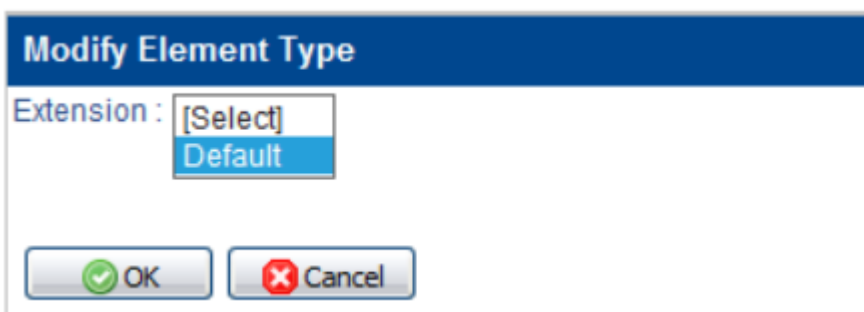 Modify Element Type
Extension : [Select]
Default
OK Cancel